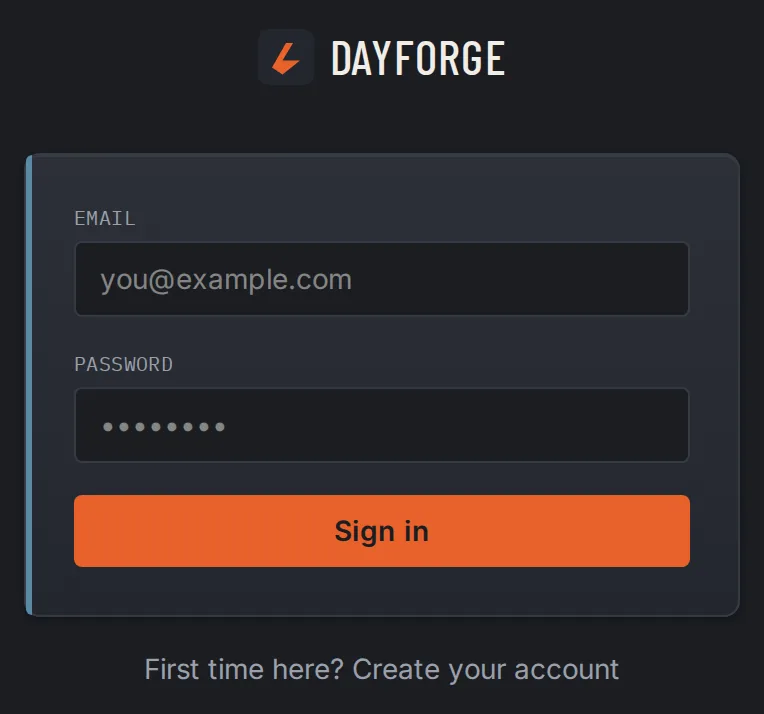 DAYFORGE
EMAIL
you@example.com
PASSWORD
••••••••
Sign in
First time here? Create your account